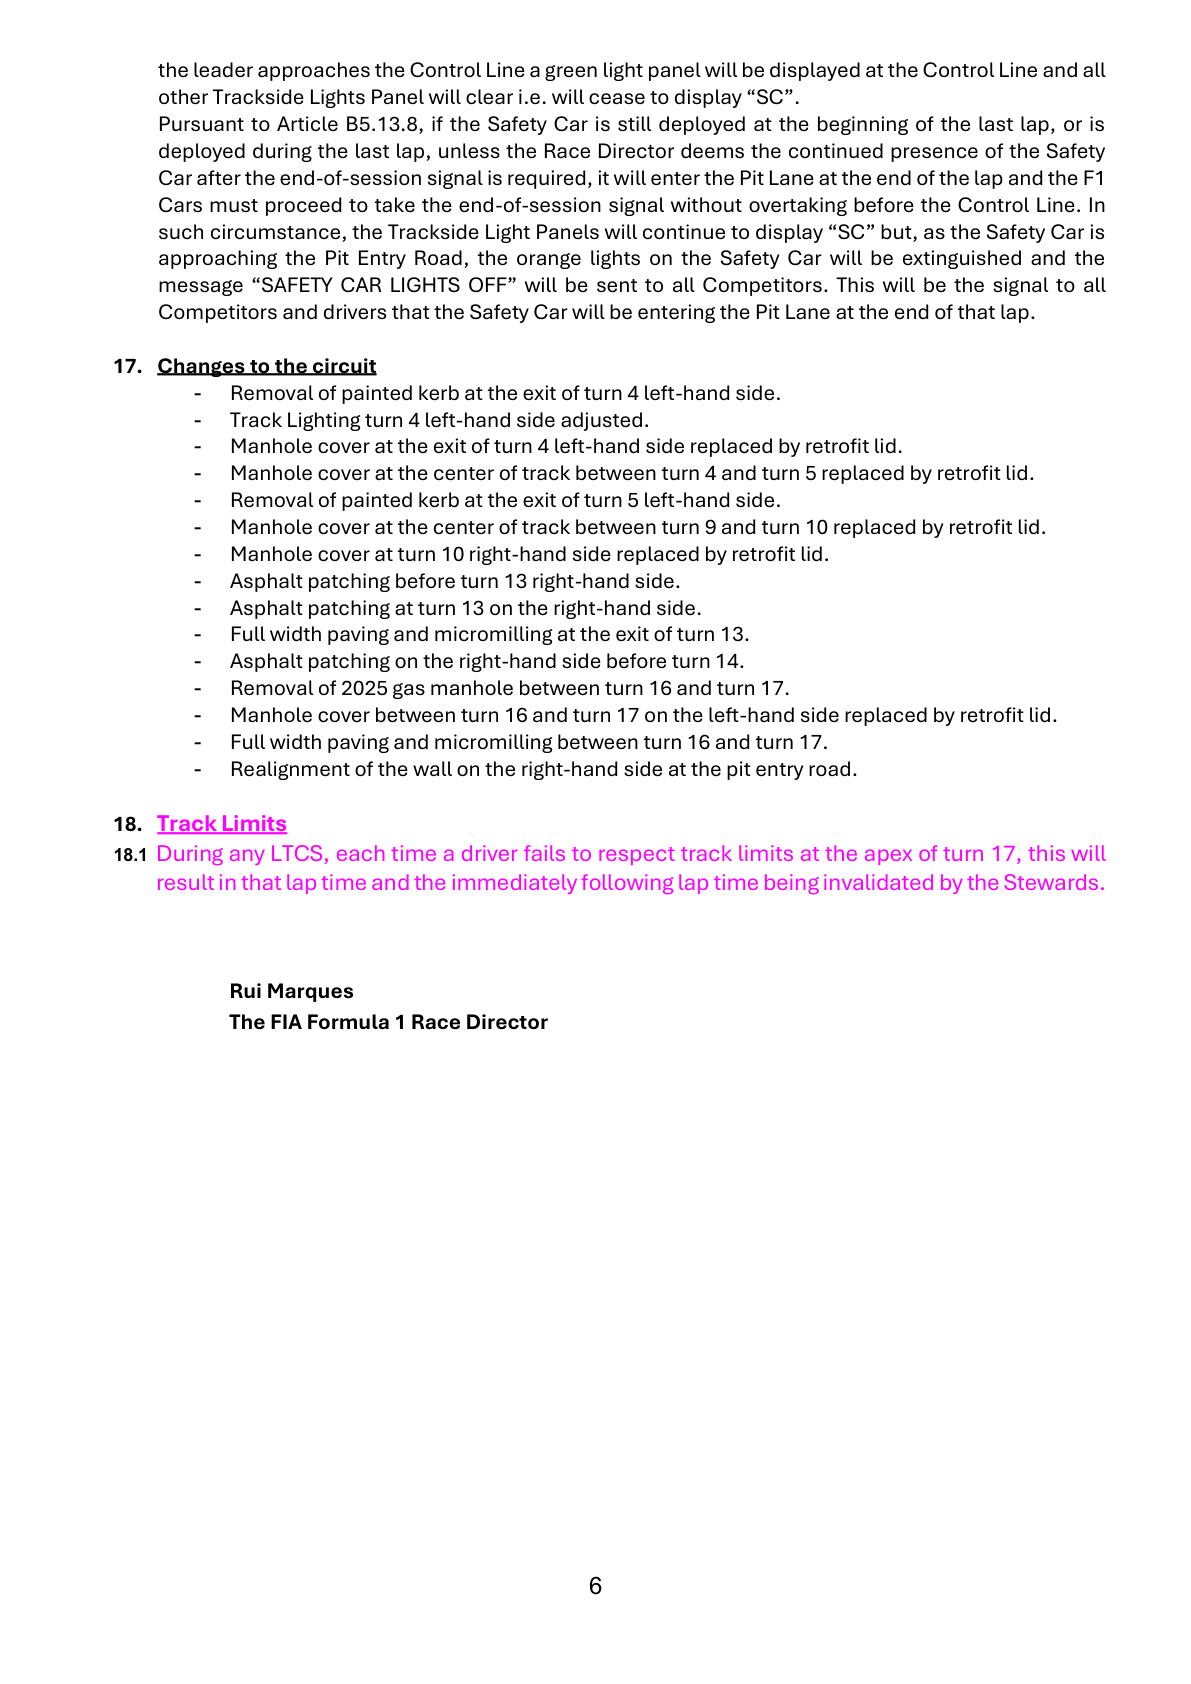 the leader approaches the Control Line a green light panel will be displayed at the Control Line and all
other Trackside Lights Panel will clear i.e. will cease to display “SC”.
Pursuant to Article B5.13.8, if the Safety Car is still deployed at the beginning of the last lap, or is
deployed during the last lap, unless the Race Director deems the continued presence of the Safety
Car after the end-of-session signal is required, it will enter the Pit Lane at the end of the lap and the F1
Cars must proceed to take the end-of-session signal without overtaking before the Control Line. In
such circumstance, the Trackside Light Panels will continue to display “SC” but, as the Safety Car is
approaching the Pit Entry Road, the orange lights on the Safety Car will be extinguished and the
message “SAFETY CAR LIGHTS OFF” will be sent to all Competitors. This will be the signal to all
Competitors and drivers that the Safety Car will be entering the Pit Lane at the end of that lap.
17. Changes to the circuit
- Removal of painted kerb at the exit of turn 4 left-hand side.
- Track Lighting turn 4 left-hand side adjusted.
- Manhole cover at the exit of turn 4 left-hand side replaced by retrofit lid.
- Manhole cover at the center of track between turn 4 and turn 5 replaced by retrofit lid.
- Removal of painted kerb at the exit of turn 5 left-hand side.
- Manhole cover at the center of track between turn 9 and turn 10 replaced by retrofit lid.
- Manhole cover at turn 10 right-hand side replaced by retrofit lid.
- Asphalt patching before turn 13 right-hand side.
- Asphalt patching at turn 13 on the right-hand side.
- Full width paving and micromilling at the exit of turn 13.
- Asphalt patching on the right-hand side before turn 14.
- Removal of 2025 gas manhole between turn 16 and turn 17.
- Manhole cover between turn 16 and turn 17 on the left-hand side replaced by retrofit lid.
- Full width paving and micromilling between turn 16 and turn 17.
- Realignment of the wall on the right-hand side at the pit entry road.
18. Track Limits
18.1 During any LTCS, each time a driver fails to respect track limits at the apex of turn 17, this will
result in that lap time and the immediately following lap time being invalidated by the Stewards.
Rui Marques
The FIA Formula 1 Race Director
6